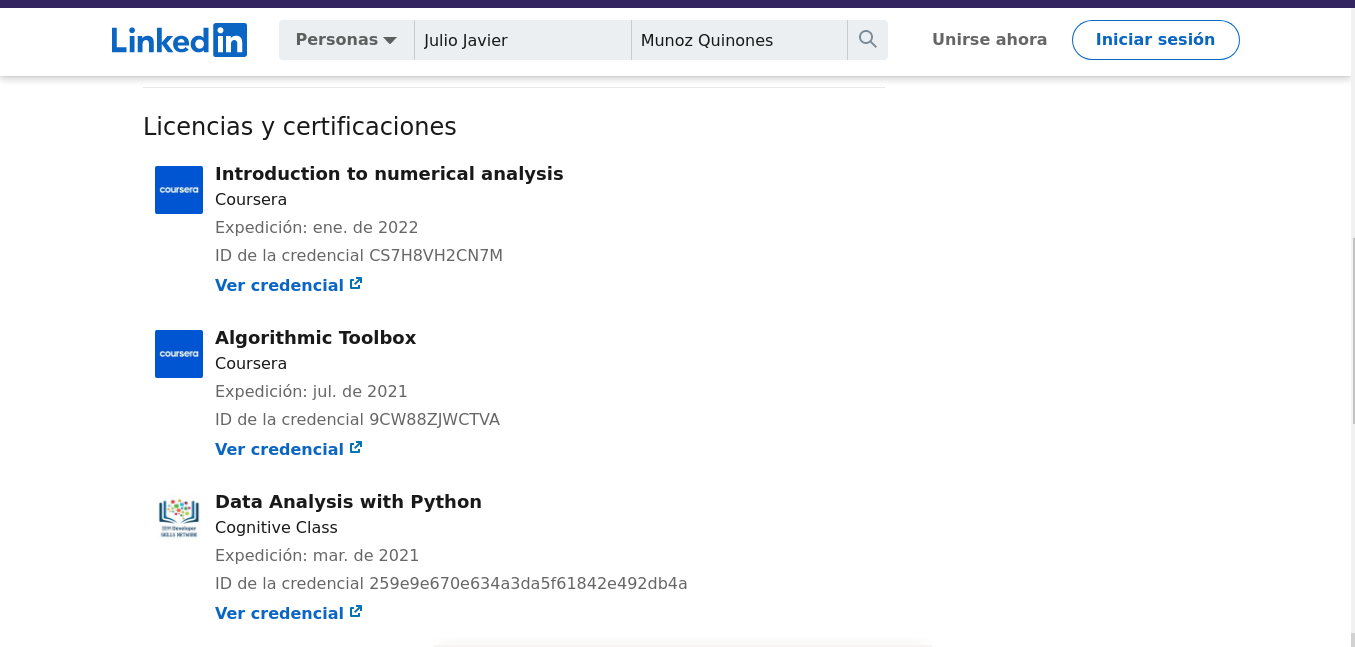 Linkedin
Personas Julio Javier Munoz Quinones Unirse ahora Iniciar sesión
Licencias y certificaciones
coursera
Introduction to numerical analysis
Coursera
Expedición: ene. de 2022
ID de la credencial CS7H8VH2CN7M
Ver credencial
coursera
Algorithmic Toolbox
Coursera
Expedición: jul. de 2021
ID de la credencial 9CW88ZJWCTVA
Ver credencial
IBM Developer
SKILLS NETWORK
Data Analysis with Python
Cognitive Class
Expedición: mar. de 2021
ID de la credencial 259e9e670e634a3da5f61842e492db4a
Ver credencial